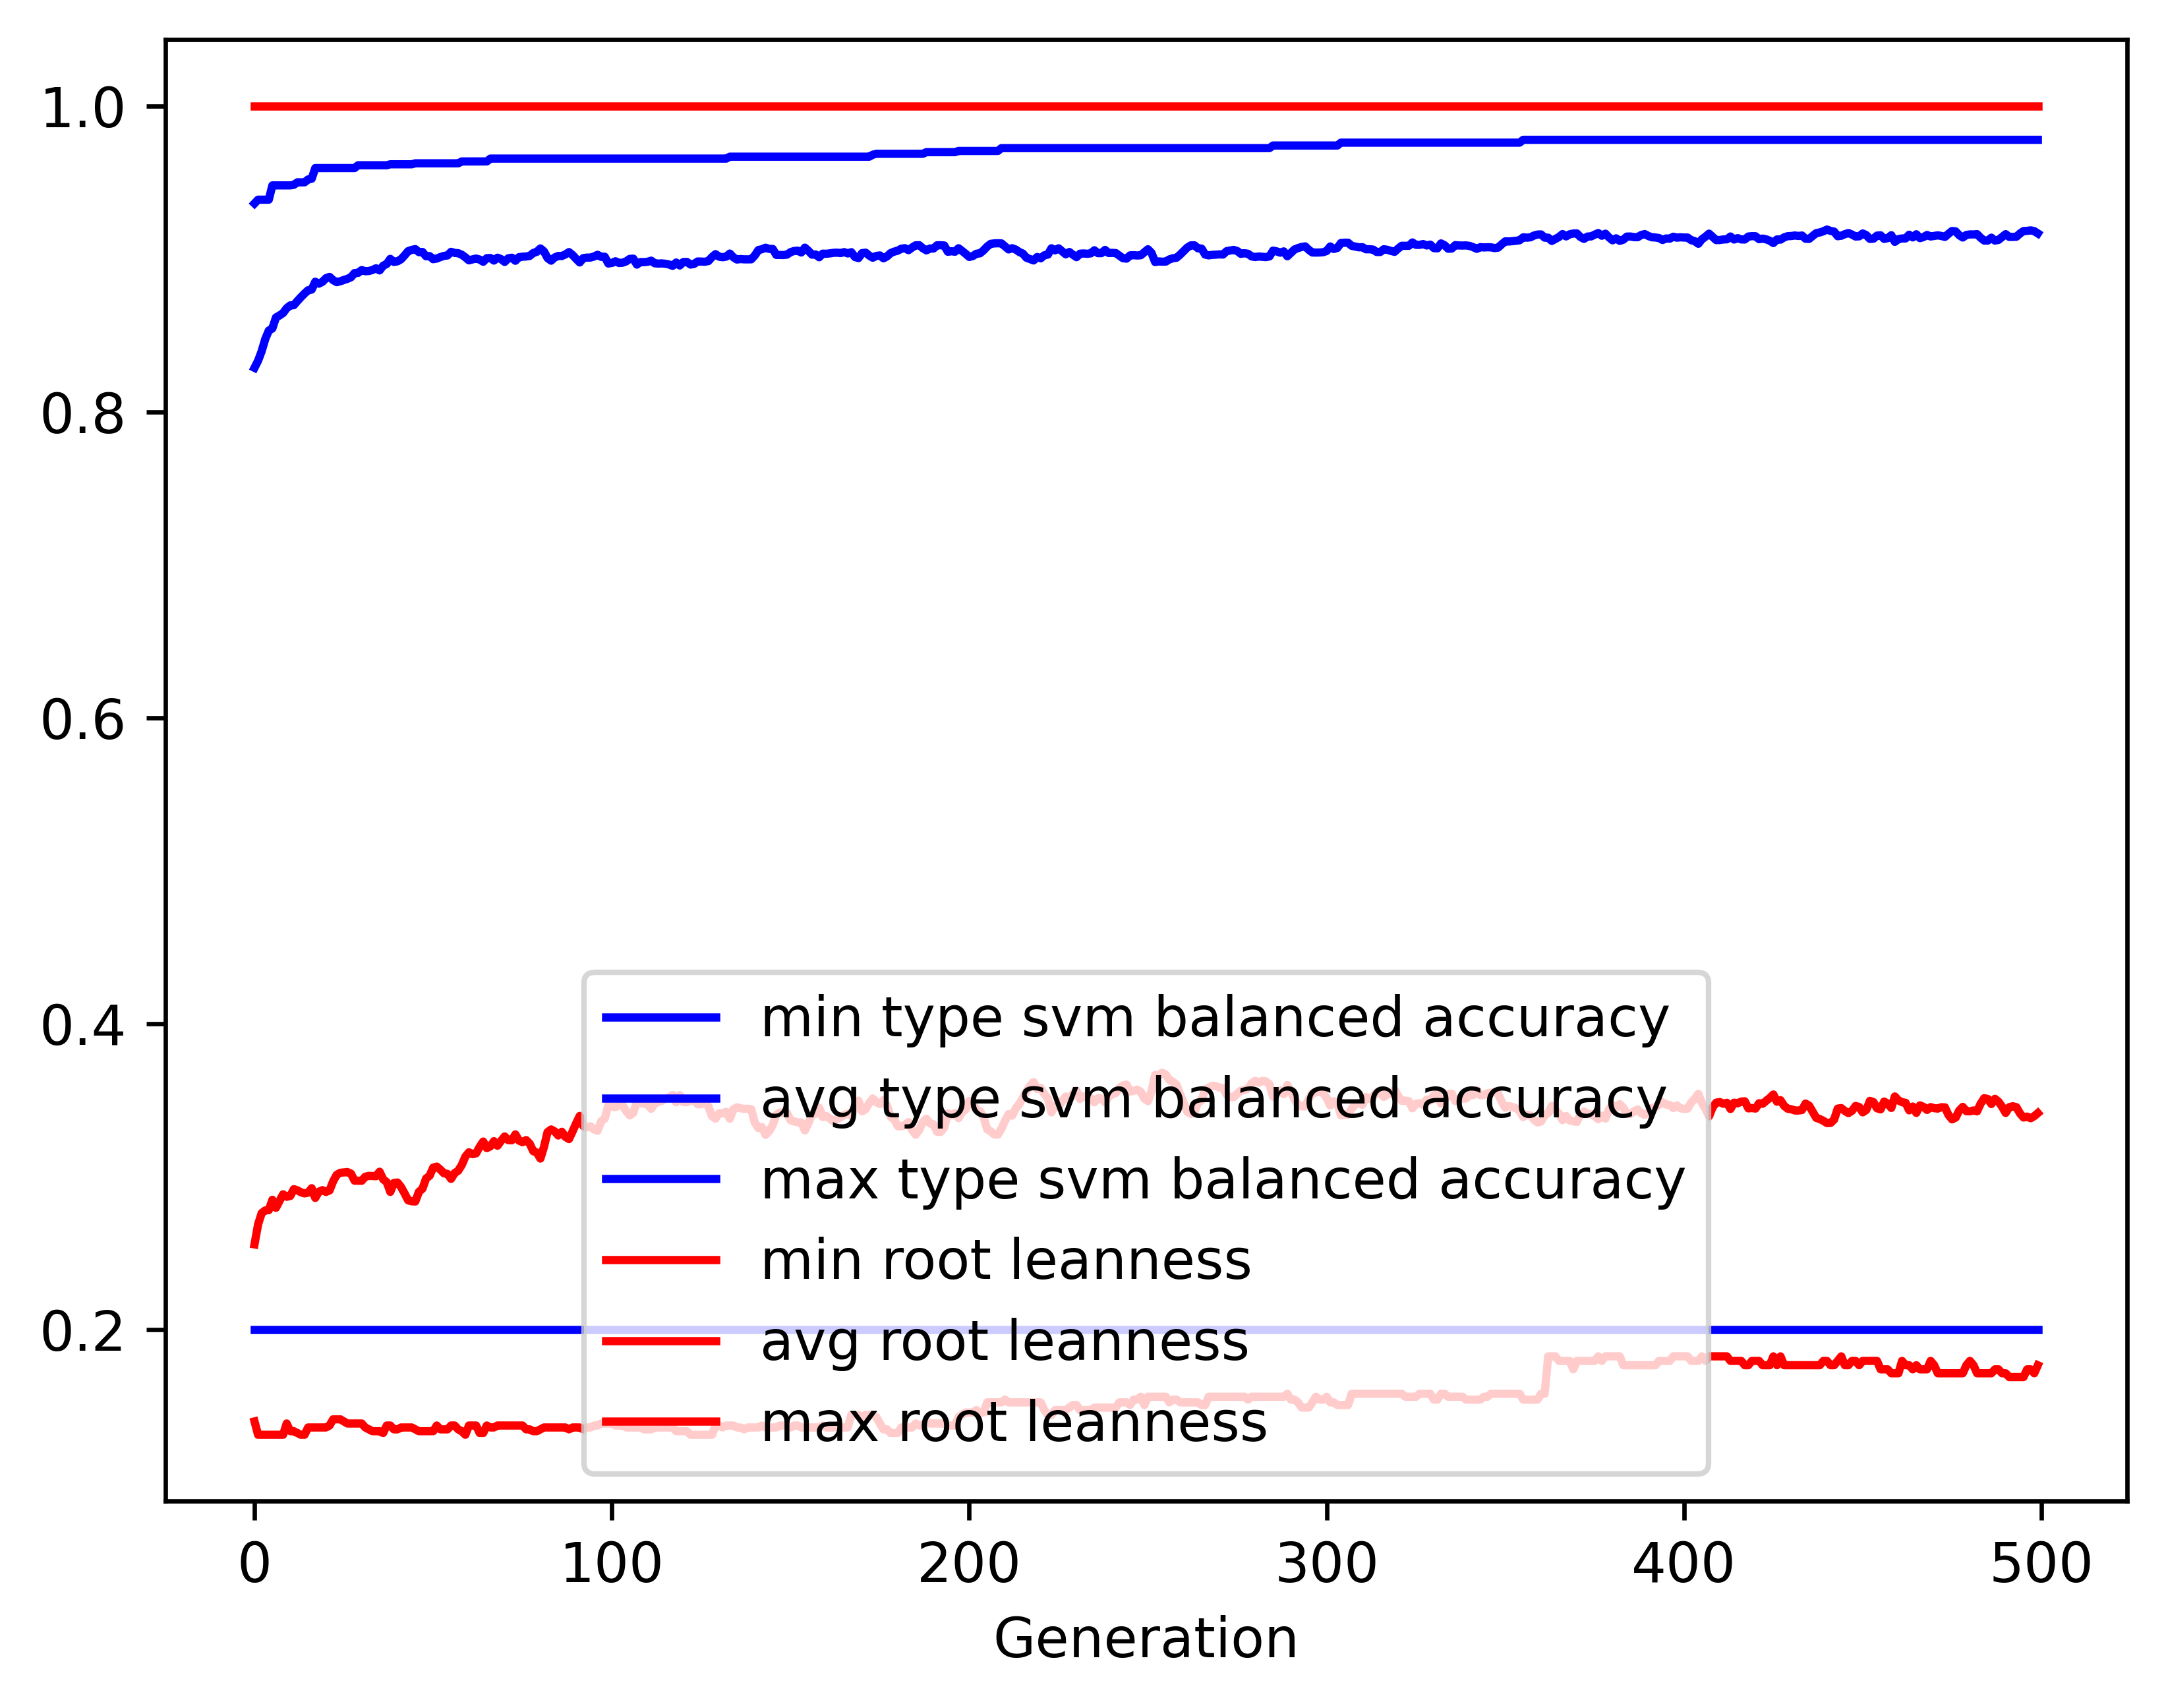 1.0
0.8
0.6
0.4
0.2
min type svm balanced accuracy
avg type svm balanced accuracy
max type svm balanced accuracy
min root leanness
avg root leanness
max root leanness
0 100 200 300 400 500
Generation